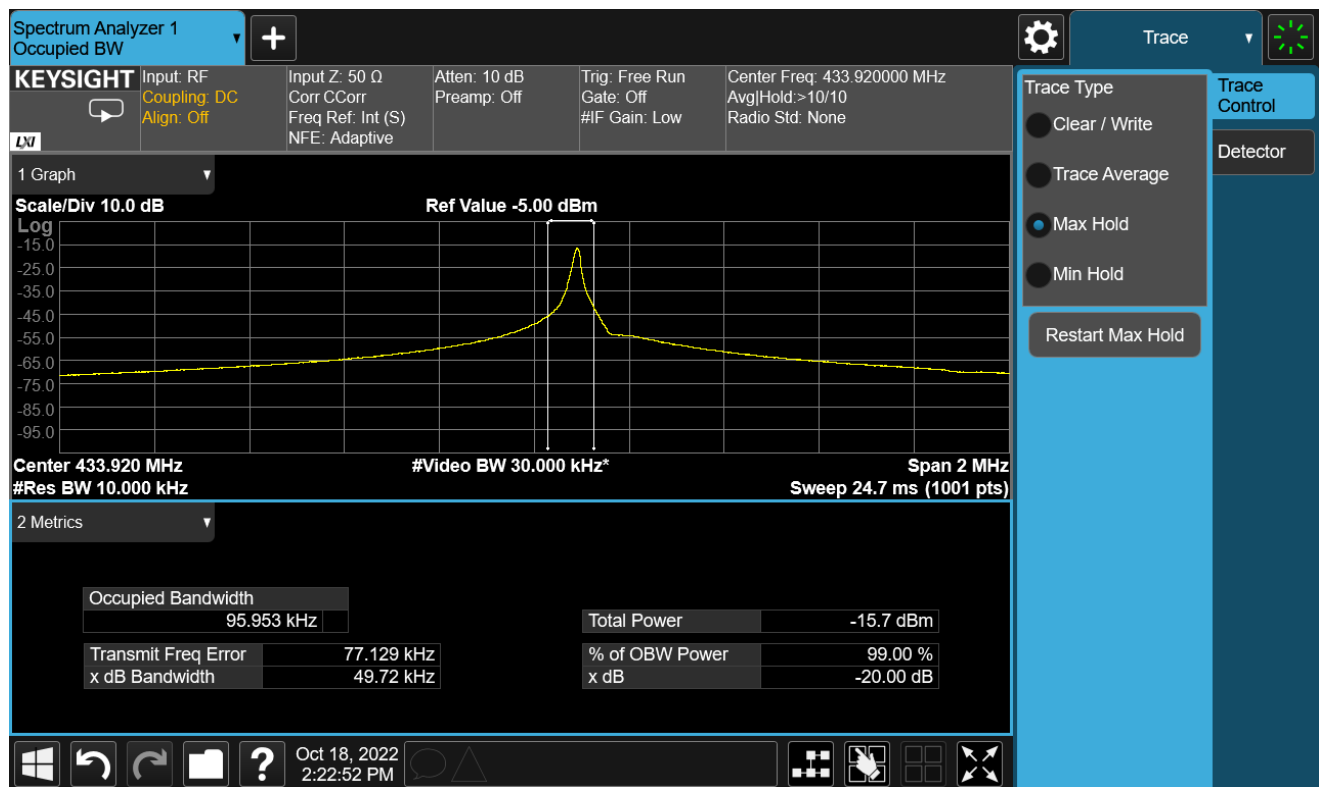 Spectrum Analyzer 1
Occupied BW
Trace
KEYSIGHT
LXI
Input: RF
Coupling: DC
Align: Off
Input Z: 50 Ω
Corr CCorr
Freq Ref: Int (S)
NFE: Adaptive
Atten: 10 dB
Preamp: Off
Trig: Free Run
Gate: Off
#IF Gain: Low
Center Freq: 433.920000 MHz
Avg|Hold:>10/10
Radio Std: None
1 Graph
Scale/Div 10.0 dB
Ref Value -5.00 dBm
Log
-15.0
-25.0
-35.0
-45.0
-55.0
-65.0
-75.0
-85.0
-95.0
Center 433.920 MHz
#Video BW 30.000 kHz*
Span 2 MHz
#Res BW 10.000 kHz
Sweep 24.7 ms (1001 pts)
2 Metrics
Occupied Bandwidth
95.953 kHz
Total Power -15.7 dBm
Transmit Freq Error 77.129 kHz
% of OBW Power 99.00 %
x dB Bandwidth 49.72 kHz
x dB -20.00 dB
Trace Type
Clear / Write
Trace Average
Max Hold
Min Hold
Restart Max Hold
Trace
Control
Detector
?
Oct 18, 2022
2:22:52 PM